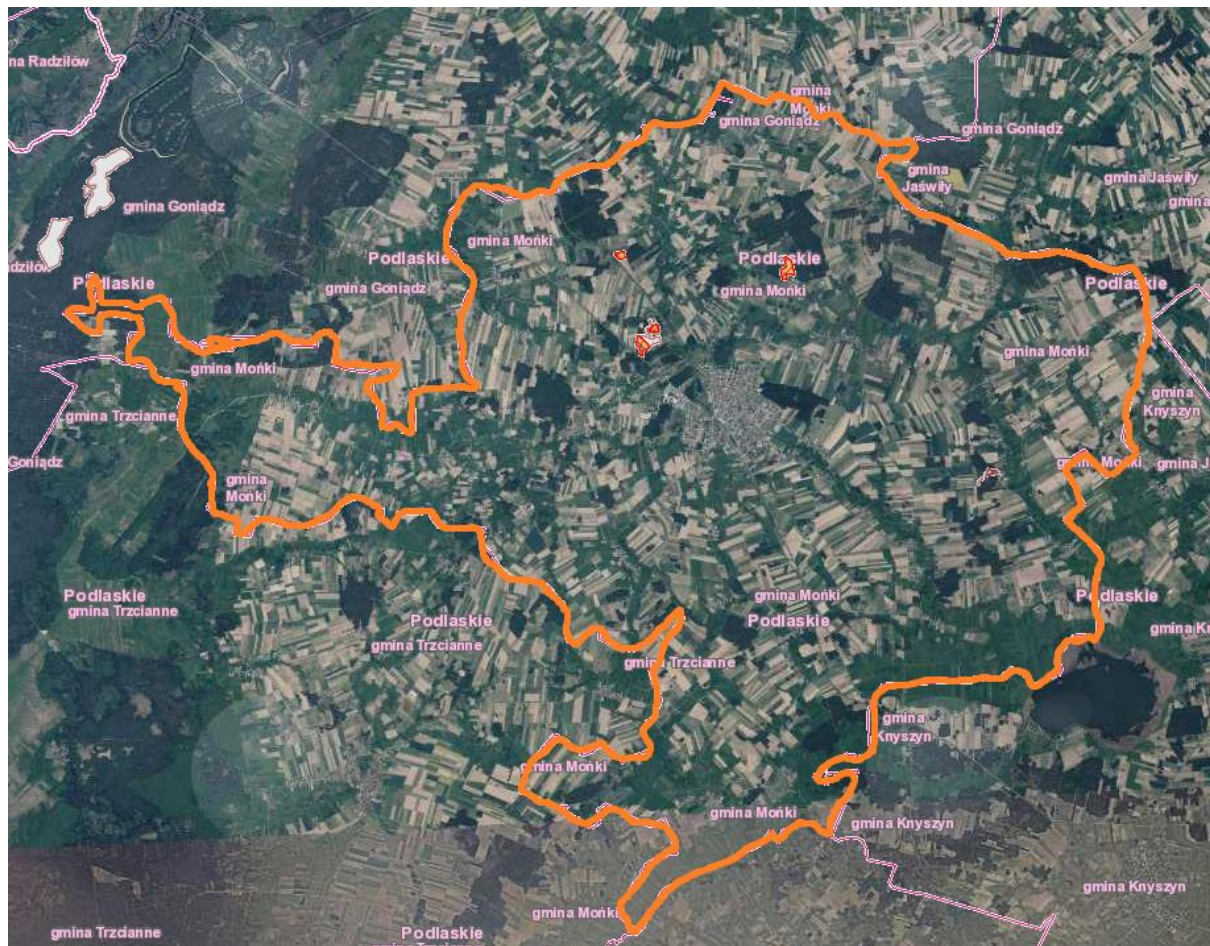 na Radziłów
gmina
Mońki
gmina Goniądz
gmina Goniądz
gmina
Jaświły
gmina Jaświły
gmina
gmina Goniądz
gmina Mońki
Podlaskie
Podlaskie
gmina Mońki
gmina Goniądz
Podlaskie
Podlaskie
gmina Mońki
gmina Mońki
gmina
Knyszyn
gmina Trzcianne
Goniądz
gmina Mońki
gmina J
gmina
Mońki
Podlaskie
gmina Trzcianne
gmina Mońki
Podlaskie
Podlaskie
Podlaskie
gmina Trzcianne
gmina Kn
gmina Trzcianne
gmina
Knyszyn
gmina Mońki
gmina Mońki
gmina Knyszyn
gmina Knyszyn
gmina Mońki
gmina Trzcianne
Podlaskie